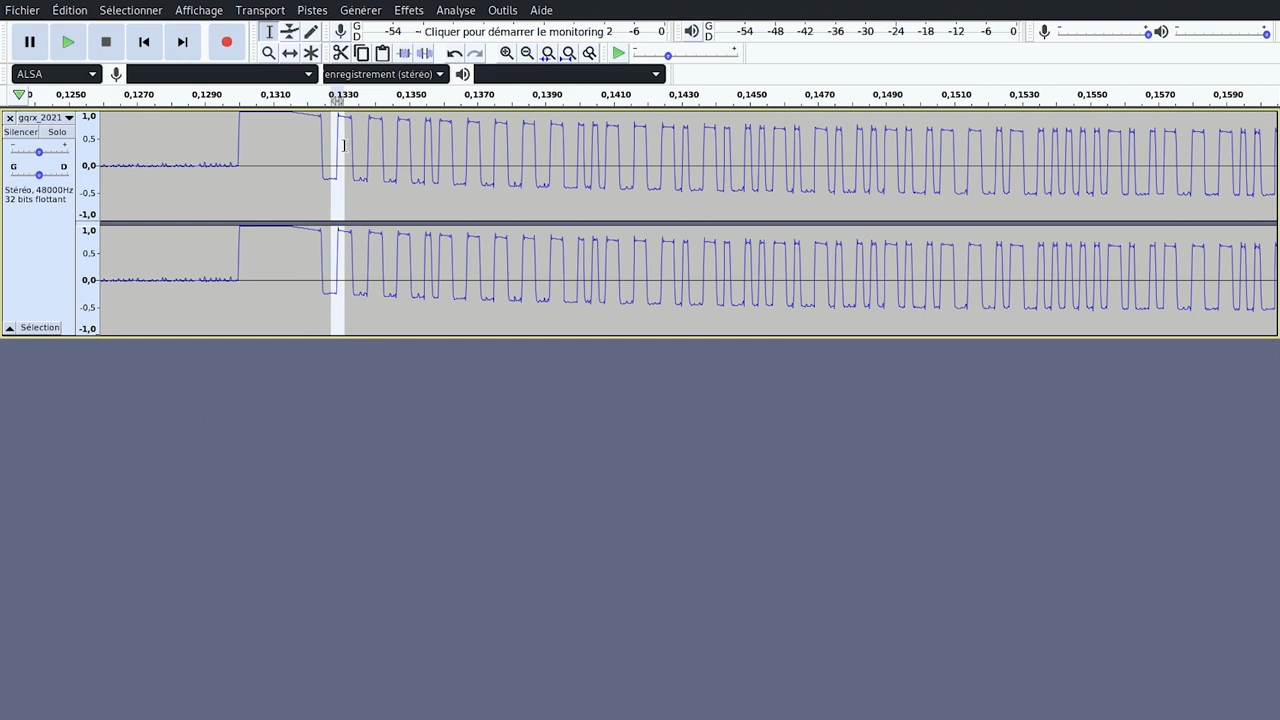 Fichier Édition Sélectionner Affichage Transport Pistes Générer Effets Analyse Outils Aide
G D -54 - Cliquer pour démarrer le monitoring 2 -6 0
G D -54 -48 -42 -36 -30 -24 -18 -12 -6 0
- + - +
- +
ALSA enregistrement (stéréo)
0 0,1250 0,1270 0,1290 0,1310 0,1330 0,1350 0,1370 0,1390 0,1410 0,1430 0,1450 0,1470 0,1490 0,1510 0,1530 0,1550 0,1570 0,1590
gqrx_2021
Silencer Solo
- +
G D
Stéréo, 48000Hz
32 bits flottant
Sélection
1,0
0,5
0,0
-0,5
-1,0
1,0
0,5
0,0
-0,5
-1,0